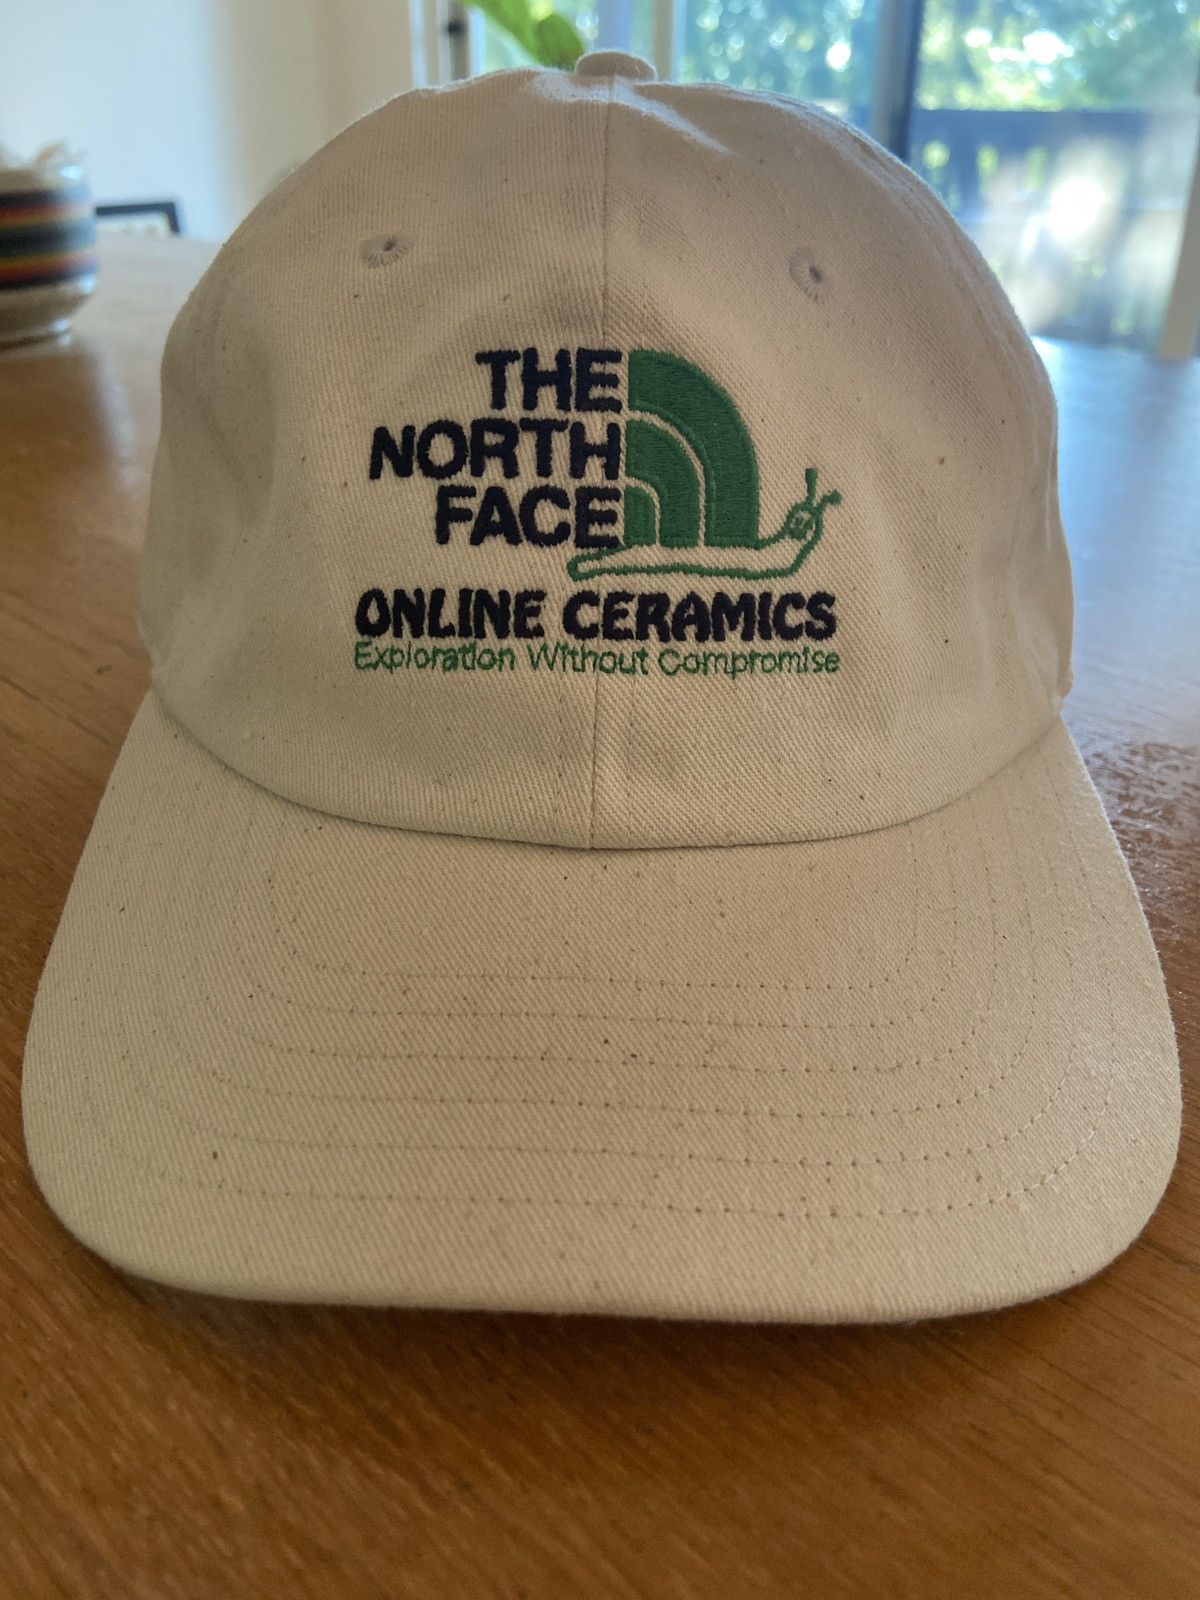 THE
NORTH
FACE
ONLINE CERAMICS
Exploration Without Compromise